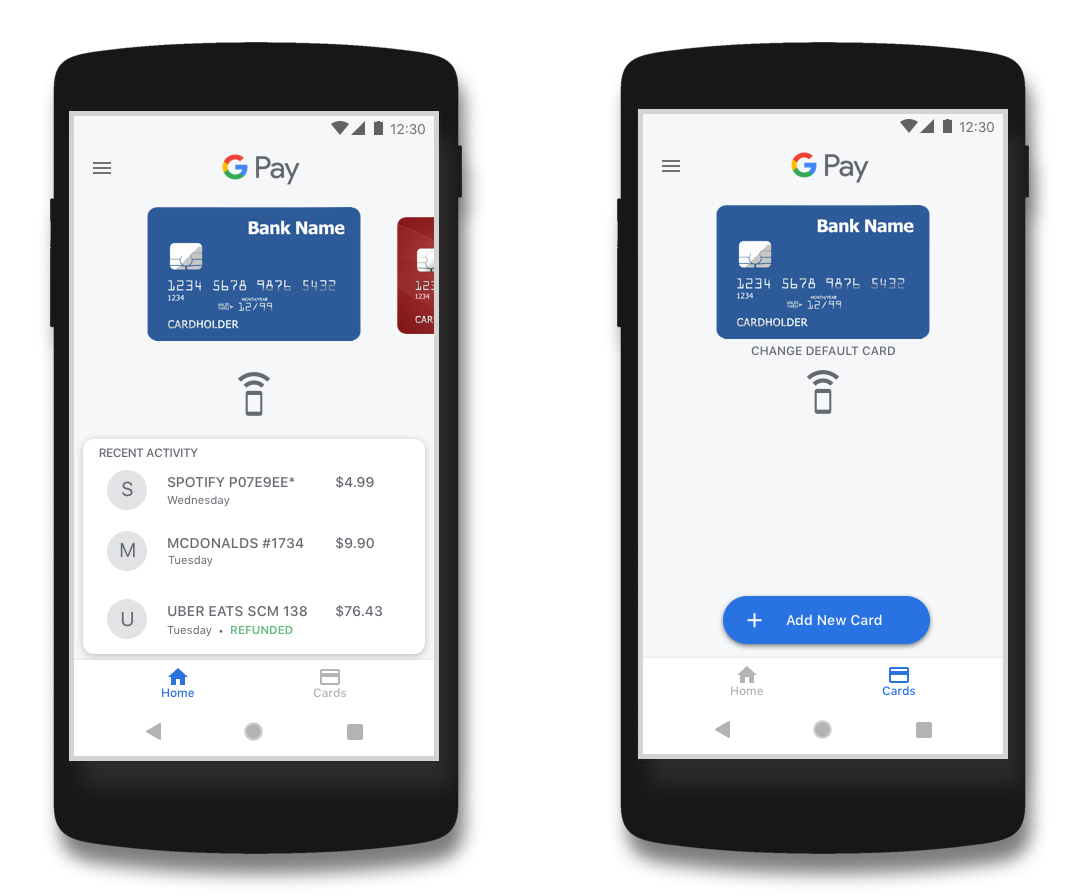 12:30
G Pay
Bank Name
1234 5678 9876 5432
1234
MONTH/YEAR
VALID THRU 12/99
CARDHOLDER
123
1234
CAR
RECENT ACTIVITY
S SPOTIFY P07E9EE* $4.99
Wednesday
M MCDONALDS #1734 $9.90
Tuesday
U UBER EATS SCM 138 $76.43
Tuesday • REFUNDED
Home Cards
12:30
G Pay
Bank Name
1234 5678 9876 5432
1234
MONTH/YEAR
VALID THRU 12/99
CARDHOLDER
CHANGE DEFAULT CARD
+ Add New Card
Home Cards